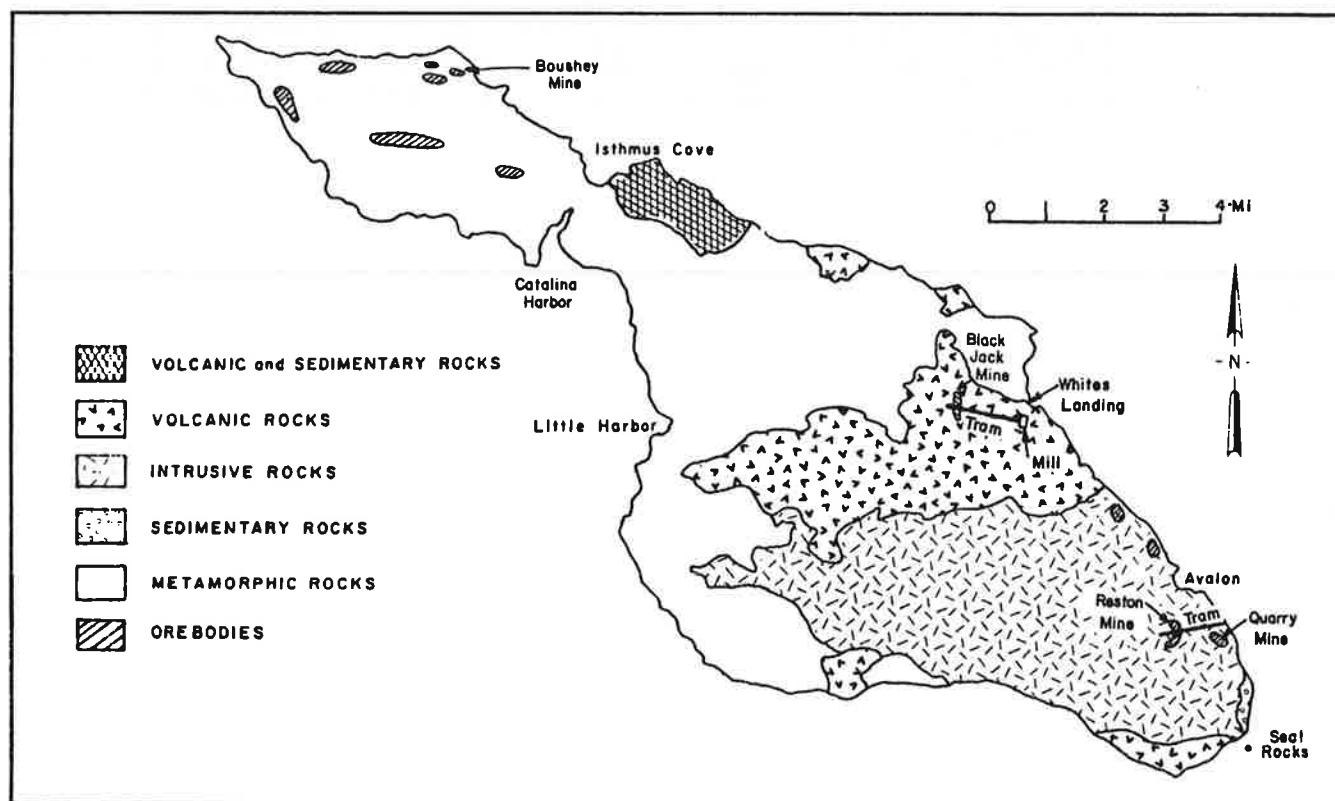 Boushey
Mine
Isthmus Cove
0 2 3 4 Mi
Catalina
Harbor
N
Black
Jack
Mine
Whites
Landing
Little Harbor
Tram
Mill
VOLCANIC and SEDIMENTARY ROCKS
VOLCANIC ROCKS
INTRUSIVE ROCKS
SEDIMENTARY ROCKS
METAMORPHIC ROCKS
OREBODIES
Avalon
Reston
Mine
Tram
Quarry
Mine
Seal
Rocks